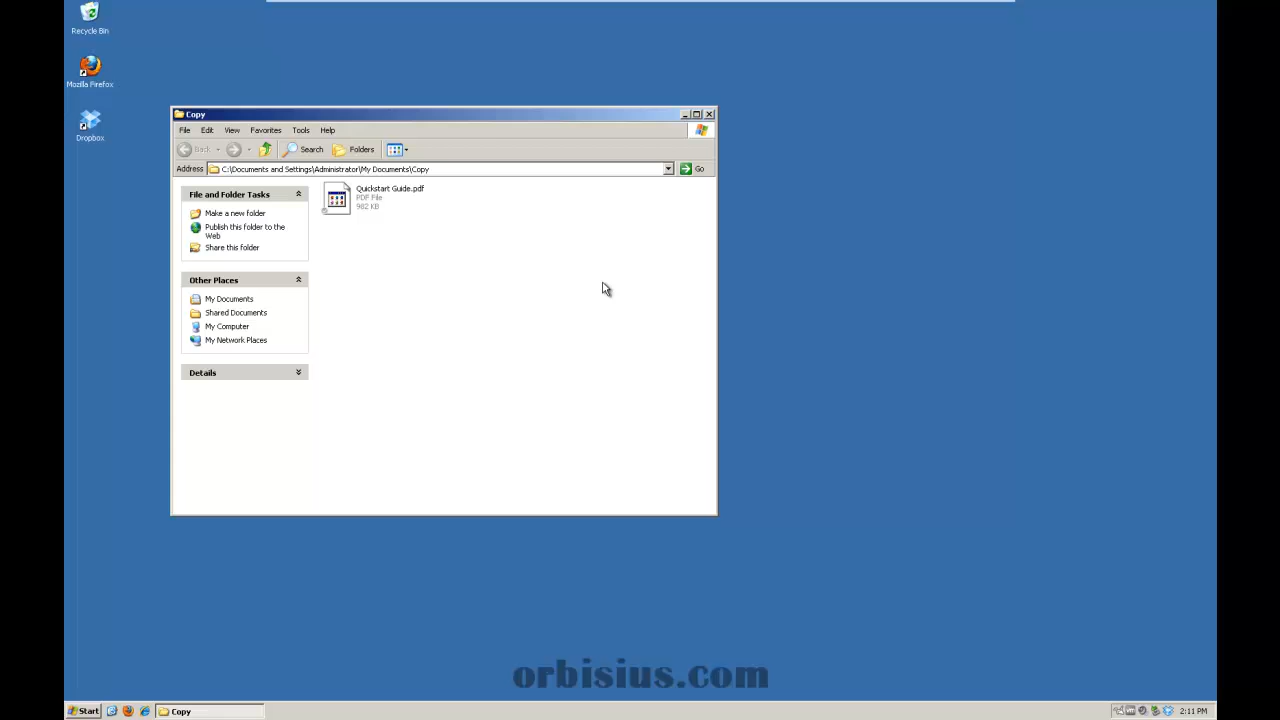 Recycle Bin
Mozilla Firefox
Dropbox
Copy
File Edit View Favorites Tools Help
Back Search Folders
Address C:\Documents and Settings\Administrator\My Documents\Copy Go
File and Folder Tasks
Make a new folder
Publish this folder to the
Web
Share this folder
Other Places
My Documents
Shared Documents
My Computer
My Network Places
Details
Quickstart Guide.pdf
PDF File
982 KB
orbisius.com
Start Copy 2:11 PM